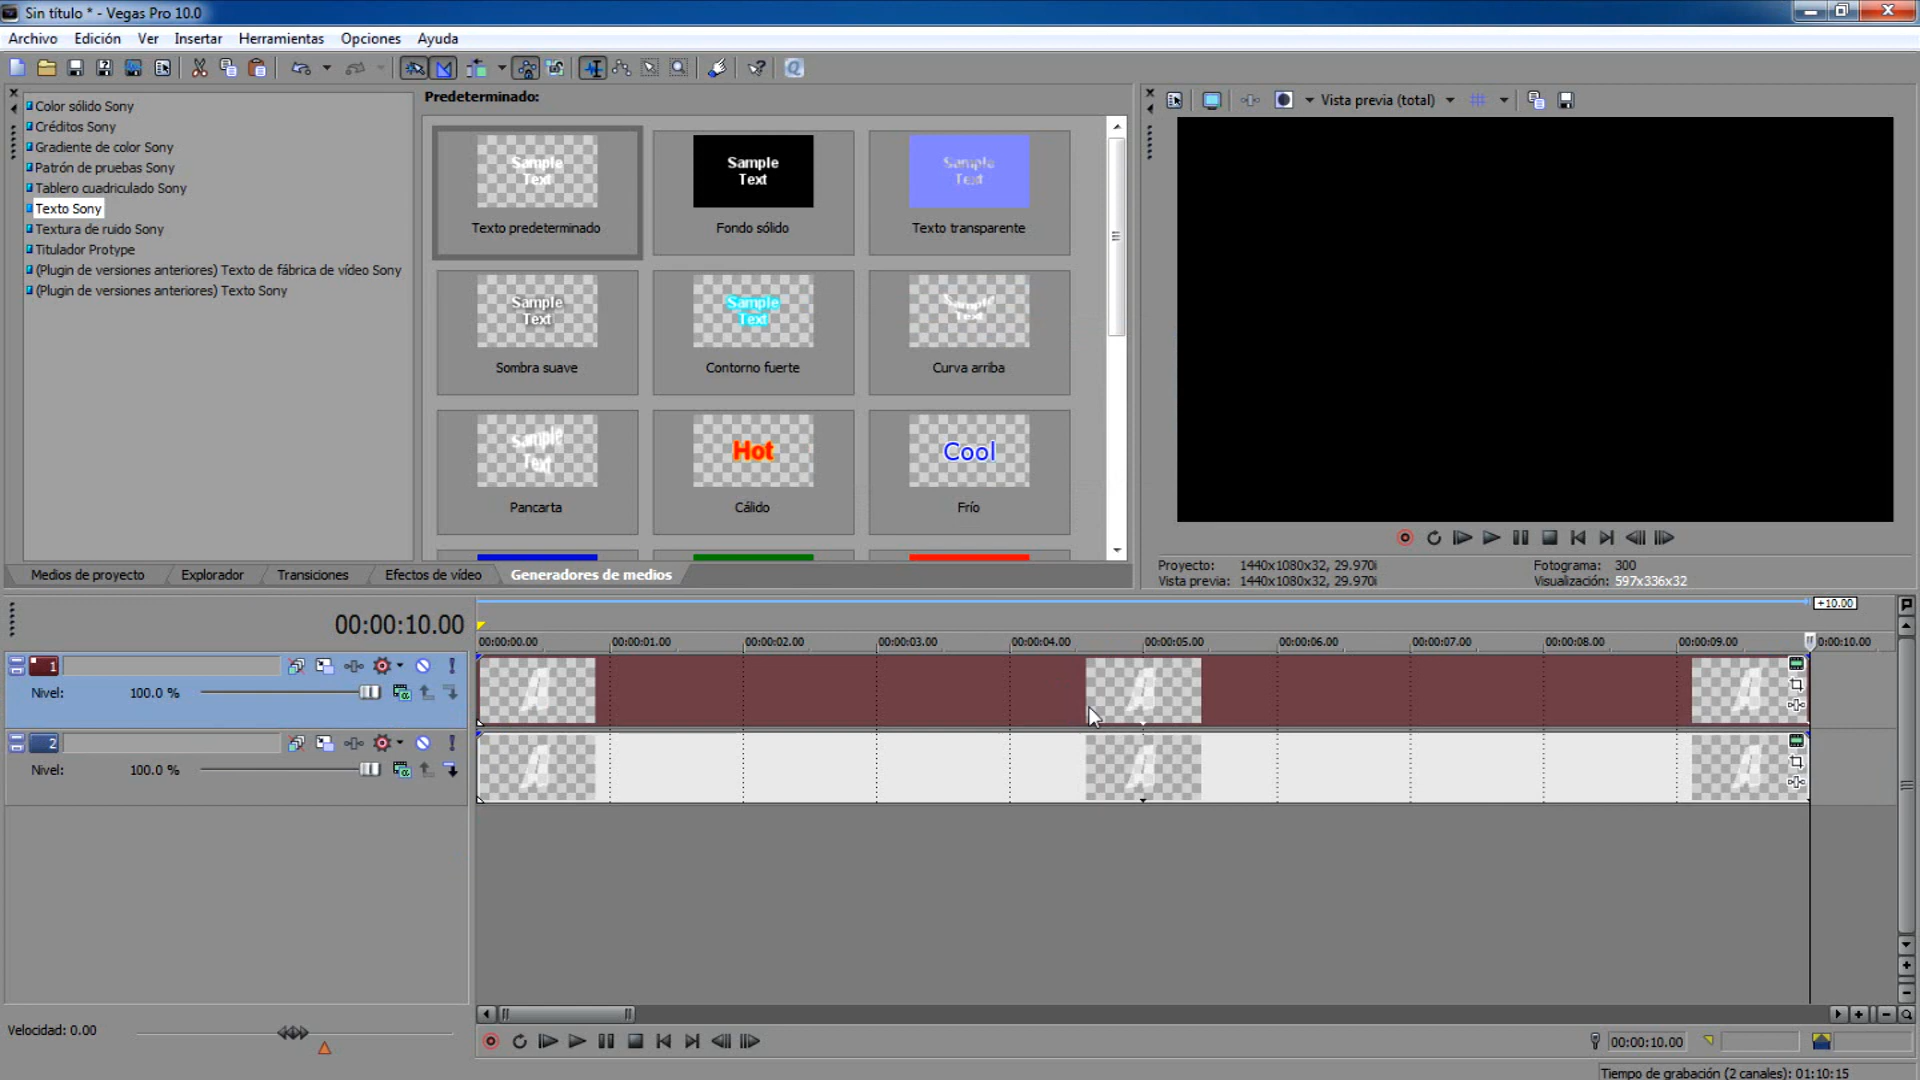 Sin título * - Vegas Pro 10.0
Archivo Edición Ver Insertar Herramientas Opciones Ayuda
Color sólido Sony
Créditos Sony
Gradiente de color Sony
Patrón de pruebas Sony
Tablero cuadriculado Sony
Texto Sony
Textura de ruido Sony
Titulador Protype
(Plugin de versiones anteriores) Texto de fábrica de vídeo Sony
(Plugin de versiones anteriores) Texto Sony
Predeterminado:
Sample Text
Sample Text
Sample Text
Texto predeterminado
Fondo sólido
Texto transparente
Sample Text
Sample Text
Sample Text
Sombra suave
Contorno fuerte
Curva arriba
Sample Text
Hot
Cool
Pancarta
Cálido
Frío
Medios de proyecto Explorador Transiciones Efectos de vídeo Generadores de medios
Vista previa (total)
Proyecto: 1440x1080x32, 29.970i
Fotograma: 300
Vista previa: 1440x1080x32, 29.970i
Visualización: 597x336x32
00:00:10.00
+10.00
00:00:00.00 00:00:01.00 00:00:02.00 00:00:03.00 00:00:04.00 00:00:05.00 00:00:06.00 00:00:07.00 00:00:08.00 00:00:09.00 0:00:10.00
1
Nivel: 100.0 %
2
Nivel: 100.0 %
Velocidad: 0.00
00:00:10.00
Tiempo de grabación (2 canales): 01:10:15